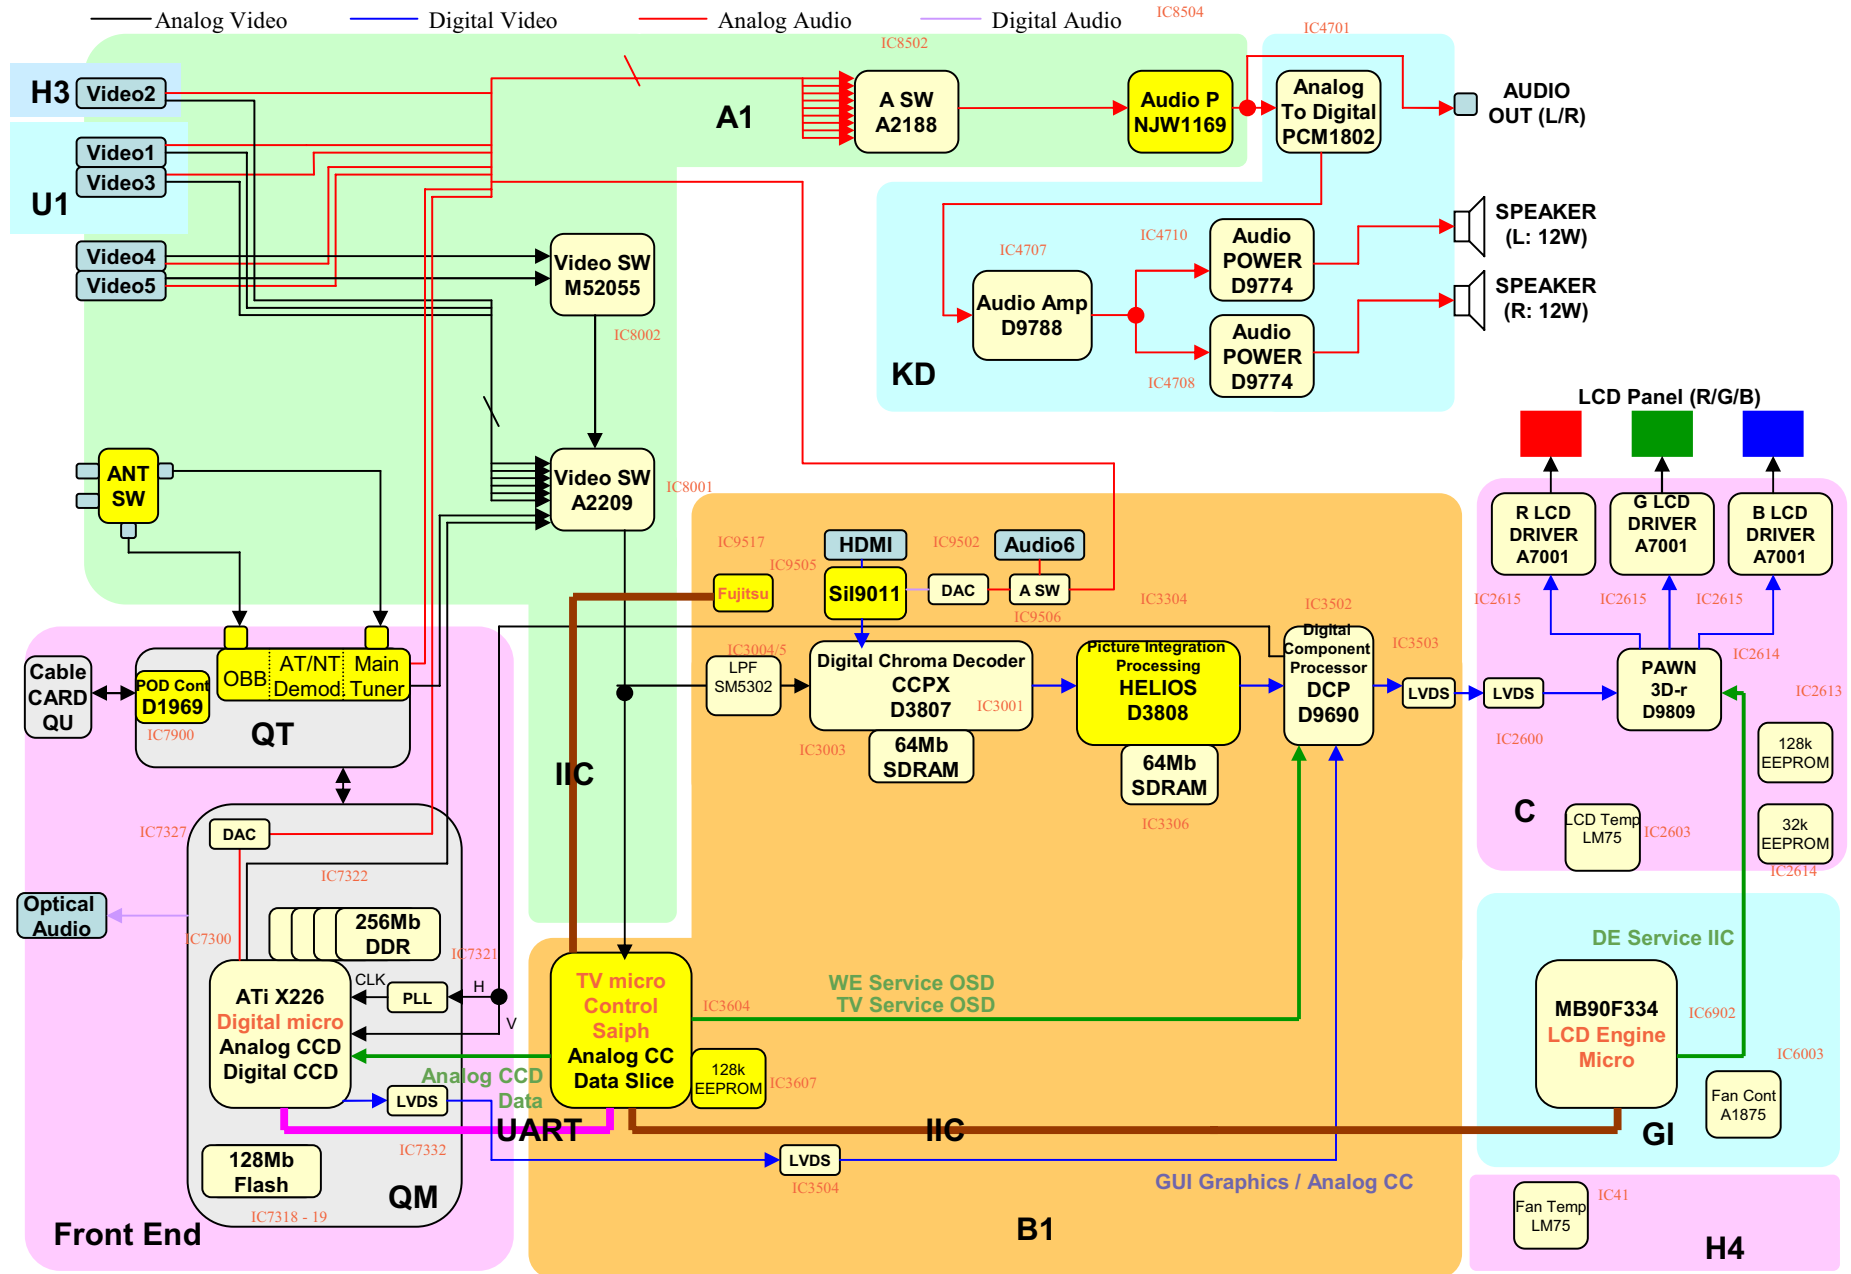 Analog Video
Digital Video
Analog Audio
Digital Audio
IC8504
IC8502
IC4701
H3
Video2
A1
A SW
A2188
Audio P
NJW1169
Analog
To Digital
PCM1802
AUDIO
OUT (L/R)
U1
Video1
Video3
Video4
Video5
Video SW
M52055
IC8002
IC4707
IC4710
Audio
POWER
D9774
SPEAKER
(L: 12W)
Audio Amp
D9788
SPEAKER
(R: 12W)
Audio
POWER
D9774
KD
IC4708
LCD Panel (R/G/B)
ANT
SW
Video SW
A2209
IC8001
R LCD
DRIVER
A7001
G LCD
DRIVER
A7001
B LCD
DRIVER
A7001
IC9517
IC9505
HDMI
IC9502
Audio6
Fujitsu
SiI9011
DAC
A SW
IC9506
IC3304
IC3502
IC2615
IC2615
IC2615
Cable
CARD
QU
POD Cont
D1969
OBB
AT/NT
Demod
Main
Tuner
IC7900
QT
IC3004/5
LPF
SM5302
Digital Chroma Decoder
CCPX
D3807
IC3001
Picture Integration
Processing
HELIOS
D3808
Digital
Component
Processor
DCP
D9690
IC3503
LVDS
LVDS
PAWN
3D-r
D9809
IC2614
IC2613
IC2600
IC3003
64Mb
SDRAM
64Mb
SDRAM
IC3306
IIC
128k
EEPROM
C
LCD Temp
LM75
IC2603
32k
EEPROM
IC2614
IC7327
DAC
IC7322
Optical
Audio
IC7300
256Mb
DDR
IC7321
ATi X226
Digital micro
Analog CCD
Digital CCD
CLK
PLL
H
V
TV micro
Control
Saiph
Analog CC
Data Slice
IC3604
WE Service OSD
TV Service OSD
DE Service IIC
MB90F334
LCD Engine
Micro
IC6902
IC6003
Fan Cont
A1875
GI
Analog CCD
Data
128k
EEPROM
IC3607
LVDS
UART
IIC
IC7332
LVDS
IC3504
GUI Graphics / Analog CC
128Mb
Flash
QM
IC7318 - 19
Front End
B1
Fan Temp
LM75
IC41
H4